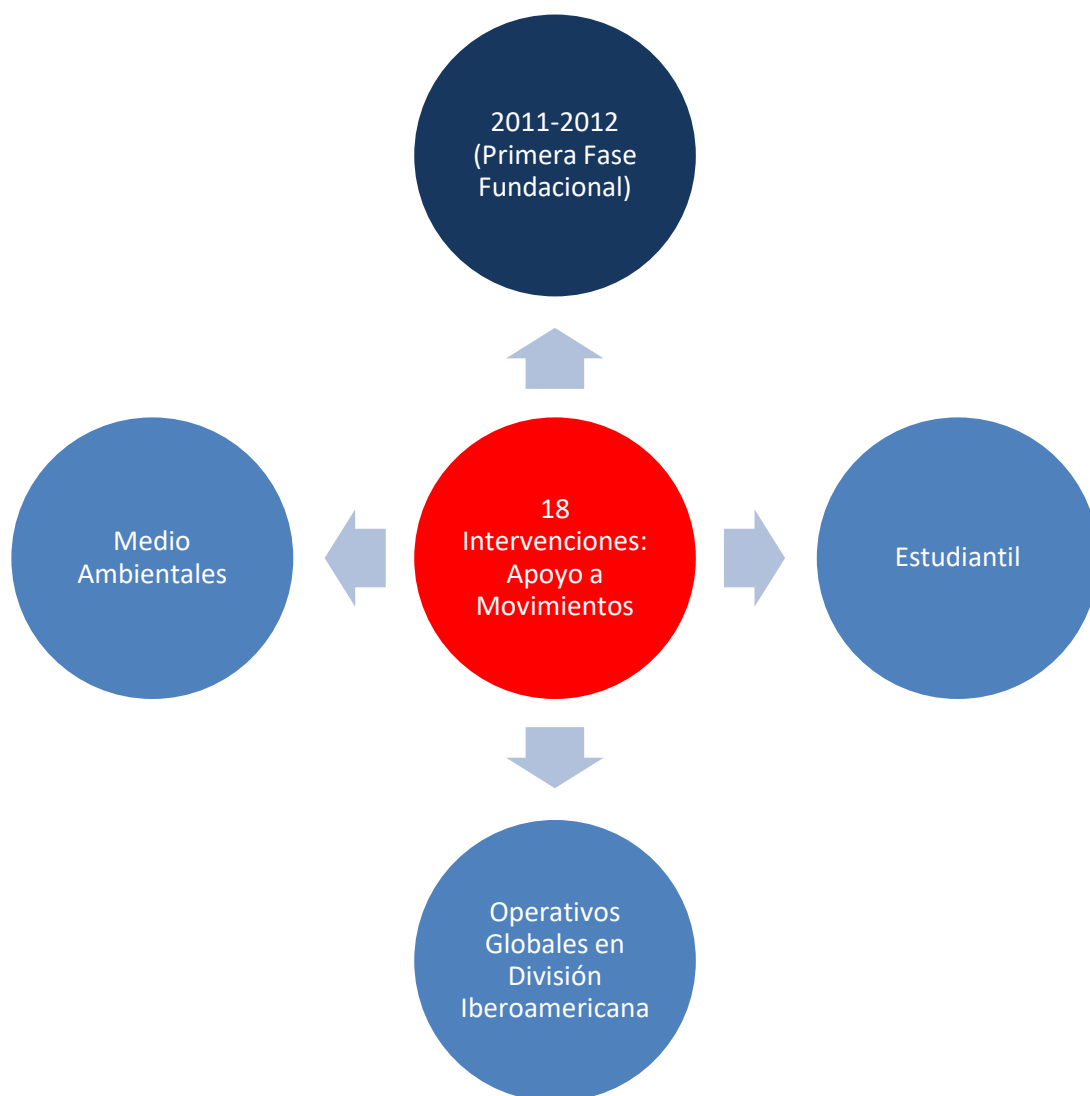 2011-2012
(Primera Fase
Fundacional)
Medio
Ambientales
18
Intervenciones:
Apoyo a
Movimientos
Estudiantil
Operativos
Globales en
División
Iberoamericana